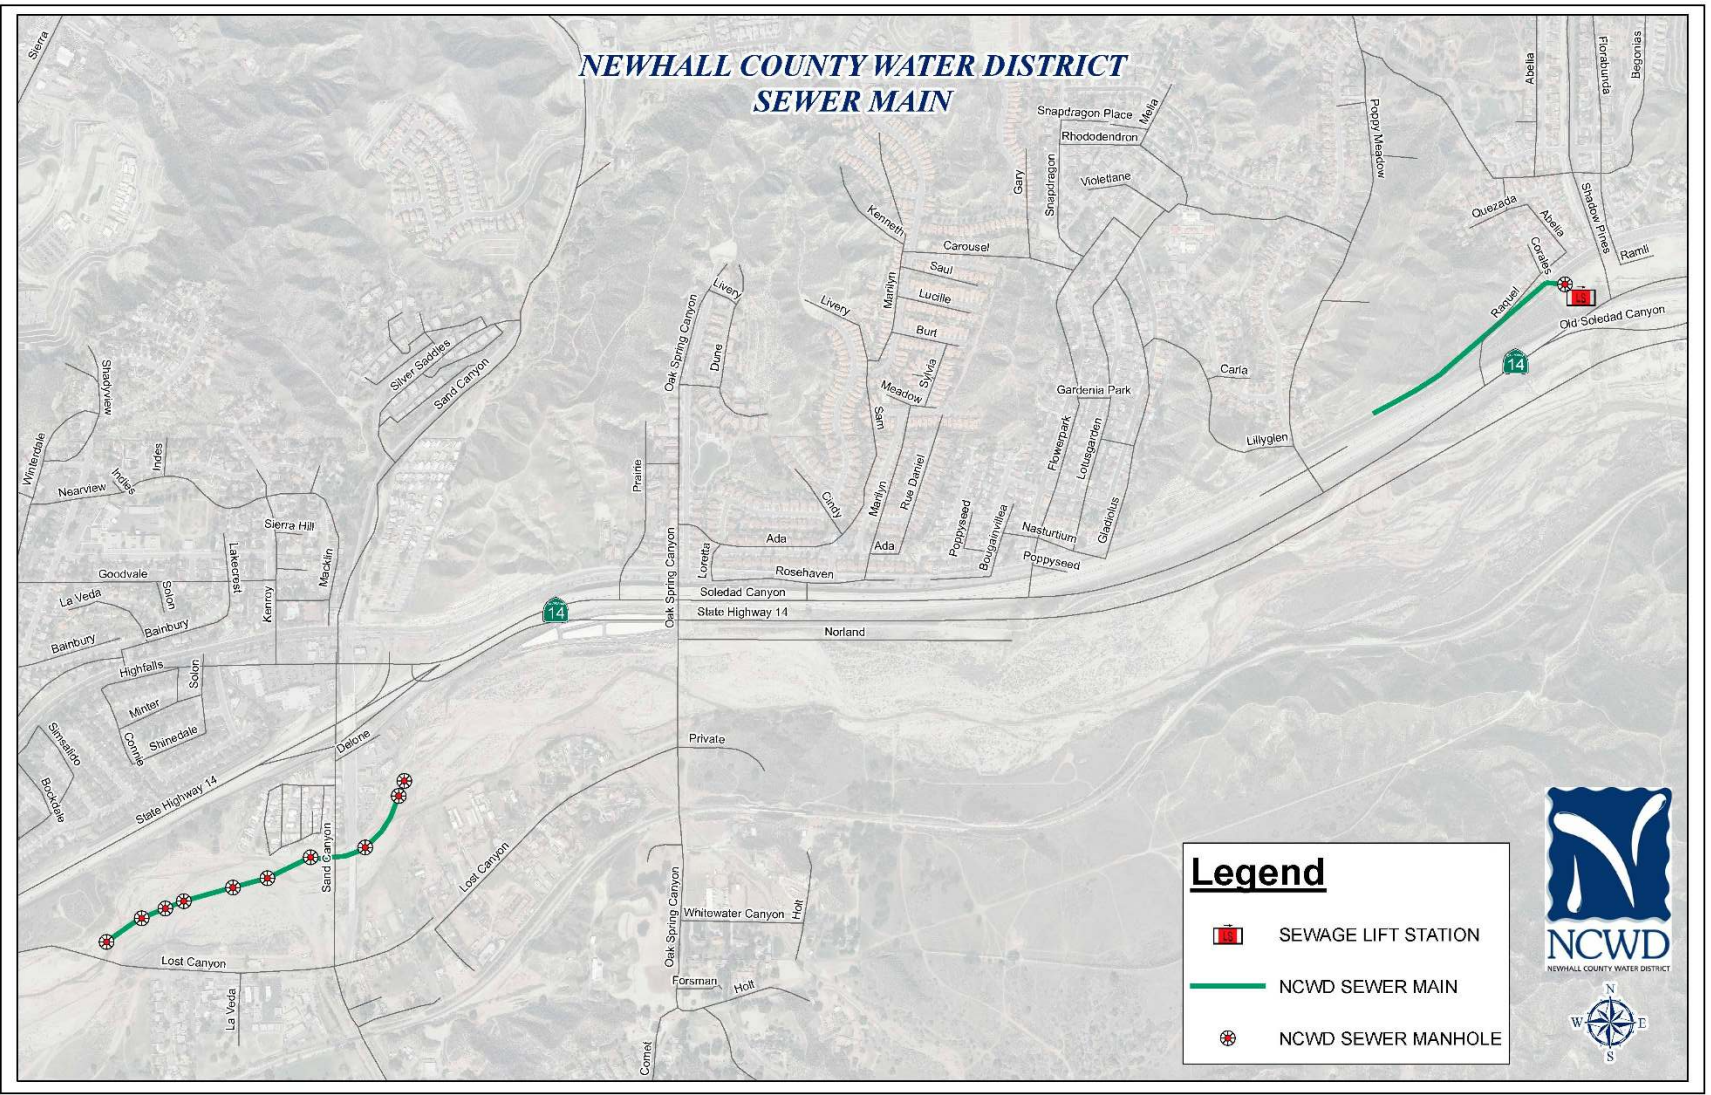 NEWHALL COUNTY WATER DISTRICT
SEWER MAIN
Sierra
Snapdragon Place
Melia
Rhododendron
Gary
Snapdragon
Violetlane
Poppy Meadow
Abelia
Florabunda
Begonias
Quezada
Abelia
Shadow Pines
Corales
Ramli
Raquel
LS
Old Soledad Canyon
14
Kenneth
Carousel
Saul
Marilyn
Lucille
Livery
Livery
Burl
Oak Spring Canyon
Dune
Sylvia
Meadow
Sam
Silver Saddles
Sand Canyon
Carla
Gardenia Park
Flowerpark
Lotusgarden
Lillyglen
Shadyview
Winterdale
Indes
Indies
Nearview
Prairie
Cindy
Marilyn
Rue Daniel
Poppyseed
Bougainvillea
Nasturtium
Gladiolus
Sierra Hill
Ada
Ada
Loretta
Oak Spring Canyon
Poppyseed
Rosehaven
Lakecrest
Macklin
Goodvale
Solon
Kenroy
La Veda
Soledad Canyon
14
State Highway 14
Bainbury
Bainbury
Norland
Highfalls
Solon
Minter
Connie
Shinedale
Simsalido
Bockdale
Delone
Private
State Highway 14
Sand Canyon
Lost Canyon
Oak Spring Canyon
Whitewater Canyon
Holt
Lost Canyon
La Veda
Forsman
Holt
Comet
Legend
LS
SEWAGE LIFT STATION
NCWD SEWER MAIN
NCWD SEWER MANHOLE
NCWD
NEWHALL COUNTY WATER DISTRICT
N
W
E
S